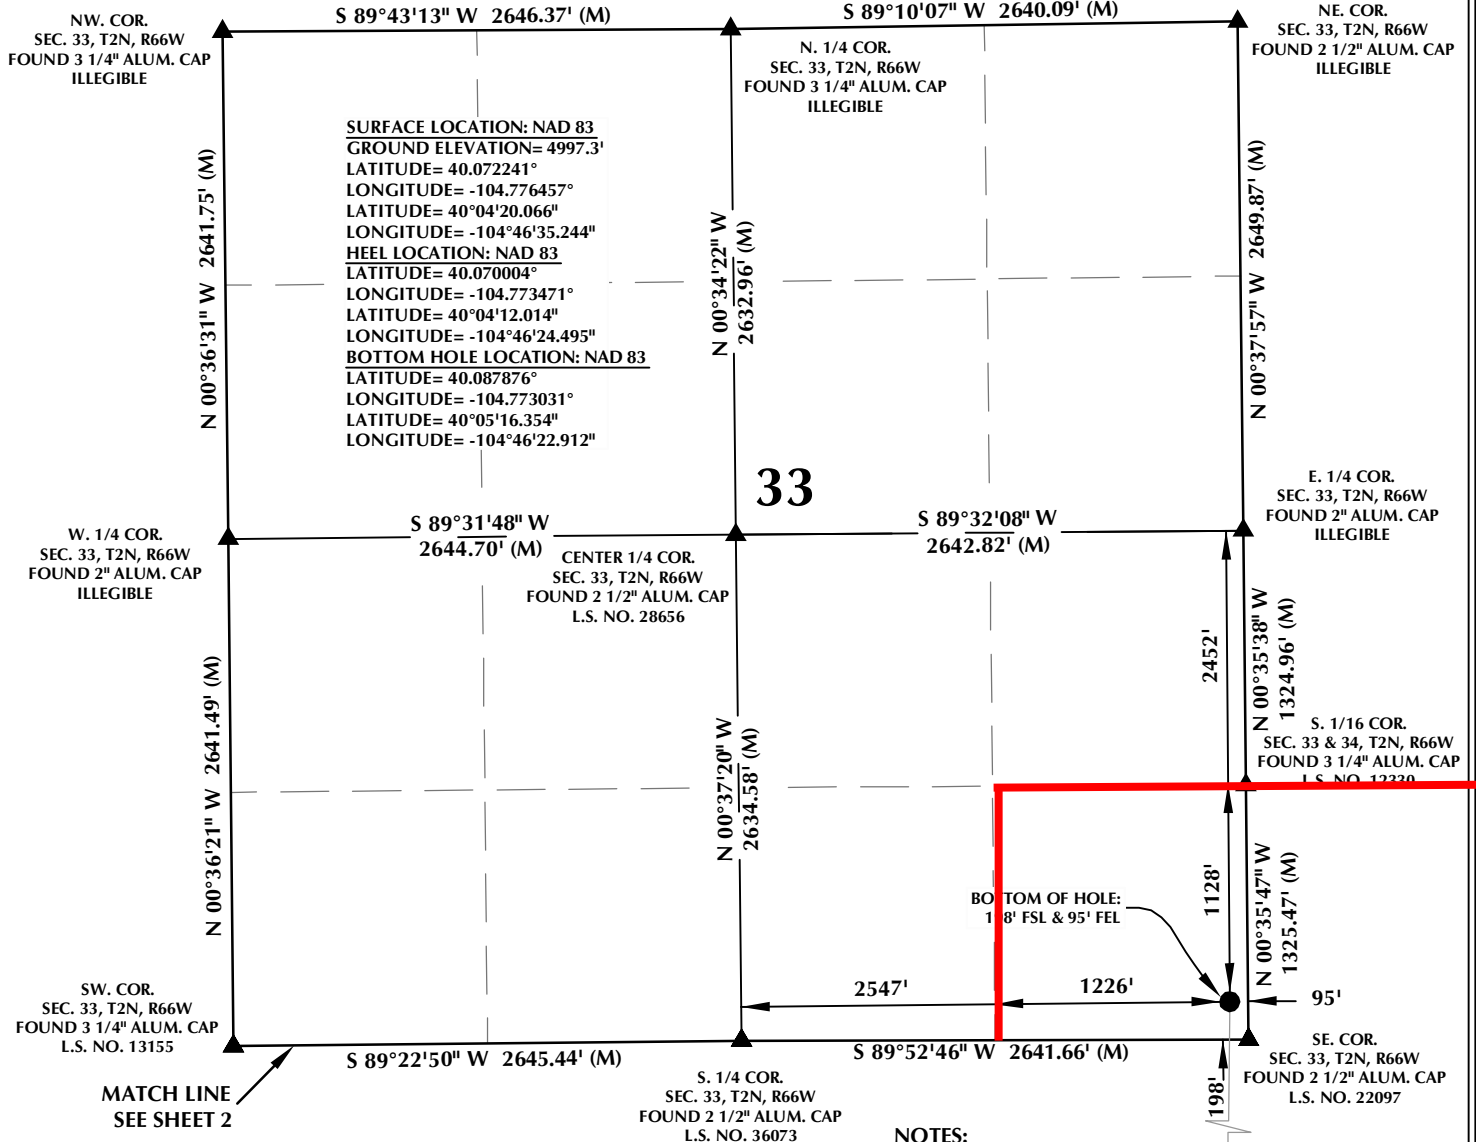 S 89°43'13" W 2646.37' (M)
S 89°10'07" W 2640.09' (M)
NW. COR.
SEC. 33, T2N, R66W
FOUND 3 1/4" ALUM. CAP
ILLEGIBLE
N. 1/4 COR.
SEC. 33, T2N, R66W
FOUND 3 1/4" ALUM. CAP
ILLEGIBLE
NE. COR.
SEC. 33, T2N, R66W
FOUND 2 1/2" ALUM. CAP
ILLEGIBLE
SURFACE LOCATION: NAD 83
GROUND ELEVATION= 4997.3'
LATITUDE= 40.072241°
LONGITUDE= -104.776457°
LATITUDE= 40°04'20.066"
LONGITUDE= -104°46'35.244"
HEEL LOCATION: NAD 83
LATITUDE= 40.070004°
LONGITUDE= -104.773471°
LATITUDE= 40°04'12.014"
LONGITUDE= -104°46'24.495"
BOTTOM HOLE LOCATION: NAD 83
LATITUDE= 40.087876°
LONGITUDE= -104.773031°
LATITUDE= 40°05'16.354"
LONGITUDE= -104°46'22.912"
N 00°36'31" W 2641.75' (M)
N 00°34'22" W
2632.96' (M)
N 00°37'57" W 2649.87' (M)
33
W. 1/4 COR.
SEC. 33, T2N, R66W
FOUND 2" ALUM. CAP
ILLEGIBLE
S 89°31'48" W
2644.70' (M)
CENTER 1/4 COR.
SEC. 33, T2N, R66W
FOUND 2 1/2" ALUM. CAP
L.S. NO. 28656
S 89°32'08" W
2642.82' (M)
E. 1/4 COR.
SEC. 33, T2N, R66W
FOUND 2" ALUM. CAP
ILLEGIBLE
N 00°36'21" W 2641.49' (M)
N 00°37'20" W
2634.58' (M)
2452'
N 00°35'38" W
1324.96' (M)
S. 1/16 COR.
SEC. 33 & 34, T2N, R66W
FOUND 3 1/4" ALUM. CAP
L.S. NO. 12330
1128'
N 00°35'47" W
1325.47' (M)
BOTTOM OF HOLE:
198' FSL & 95' FEL
2547'
1226'
95'
SW. COR.
SEC. 33, T2N, R66W
FOUND 3 1/4" ALUM. CAP
L.S. NO. 13155
S 89°22'50" W 2645.44' (M)
S 89°52'46" W 2641.66' (M)
SE. COR.
SEC. 33, T2N, R66W
FOUND 2 1/2" ALUM. CAP
L.S. NO. 22097
MATCH LINE
SEE SHEET 2
S. 1/4 COR.
SEC. 33, T2N, R66W
FOUND 2 1/2" ALUM. CAP
L.S. NO. 36073
198'
NOTES: